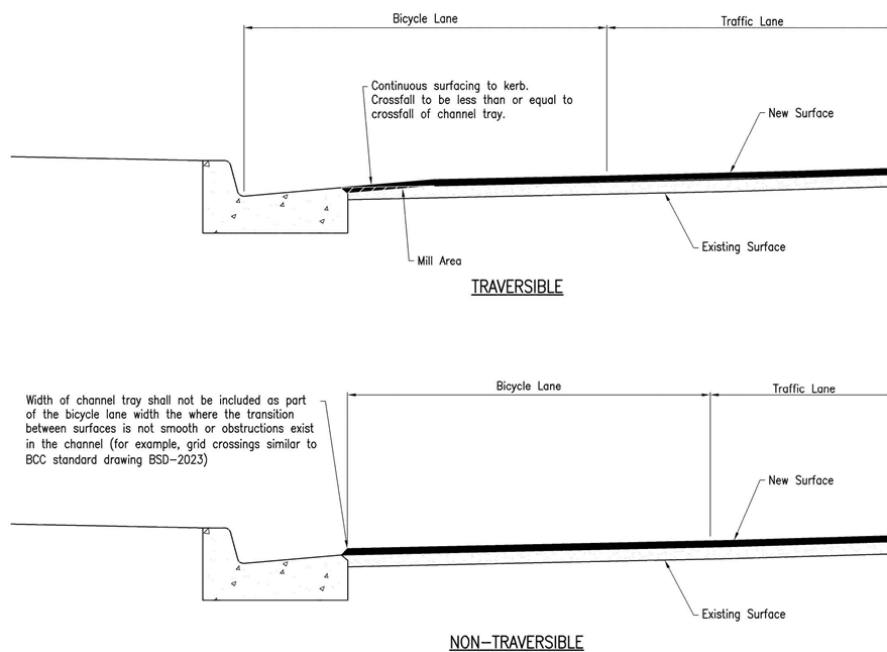 Bicycle Lane
Traffic Lane
Continuous surfacing to kerb.
Crossfall to be less than or equal to
crossfall of channel tray.
New Surface
Existing Surface
Mill Area
TRAVERSIBLE
Bicycle Lane
Traffic Lane
Width of channel tray shall not be included as part
of the bicycle lane width the where the transition
between surfaces is not smooth or obstructions exist
in the channel (for example, grid crossings similar to
BCC standard drawing BSD-2023)
New Surface
Existing Surface
NON-TRAVERSIBLE